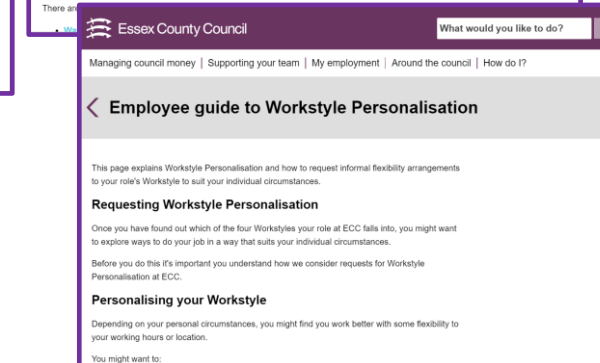 There are
Essex County Council
What would you like to do?
Managing council money | Supporting your team | My employment | Around the council | How do I?
Employee guide to Workstyle Personalisation
This page explains Workstyle Personalisation and how to request informal flexibility arrangements
to your role's Workstyle to suit your individual circumstances.
Requesting Workstyle Personalisation
Once you have found out which of the four Workstyles your role at ECC falls into, you might want
to explore ways to do your job in a way that suits your individual circumstances.
Before you do this it's important you understand how we consider requests for Workstyle
Personalisation at ECC.
Personalising your Workstyle
Depending on your personal circumstances, you might find you work better with some flexibility to
your working hours or location.
You might want to: